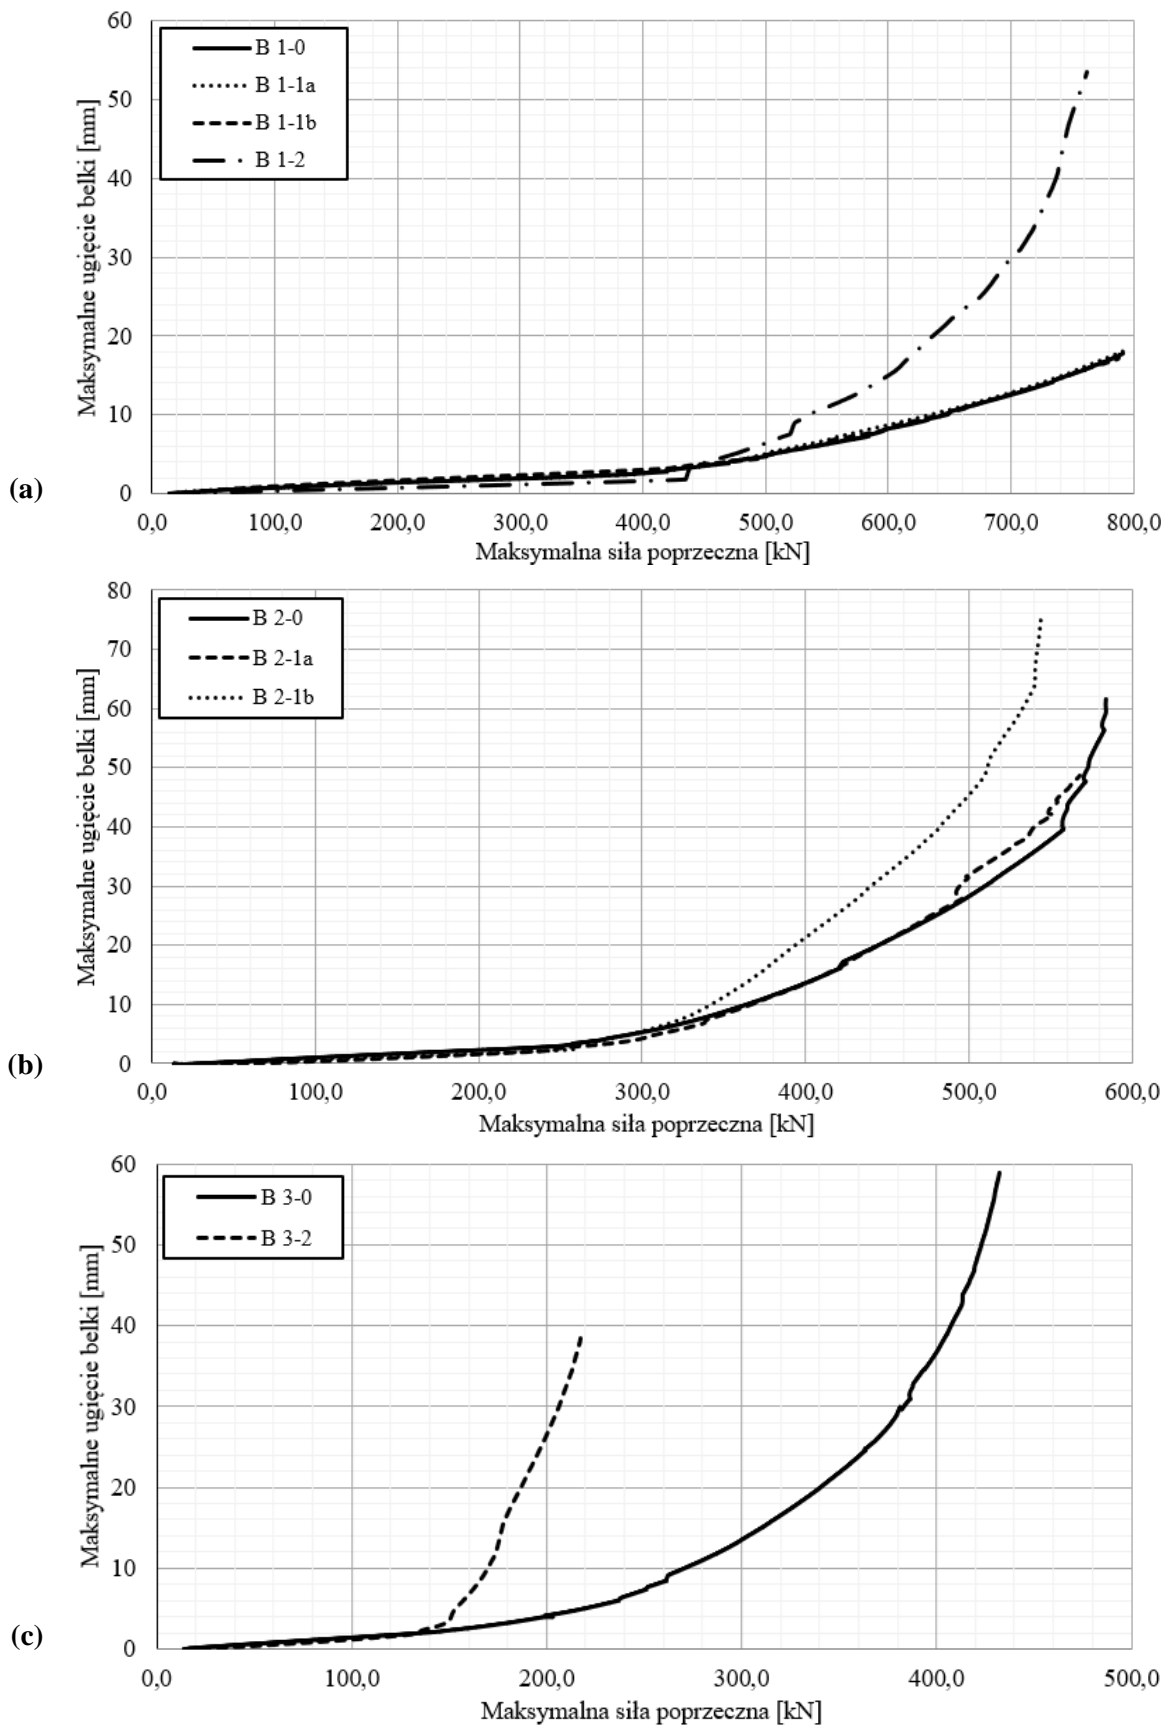 60
50
40
30
20
10
0
Maksymalne ugięcie belki [mm]
B 1-0
B 1-1a
B 1-1b
B 1-2
(a)
0,0 100,0 200,0 300,0 400,0 500,0 600,0 700,0 800,0
Maksymalna siła poprzeczna [kN]
80
70
60
50
40
30
20
10
0
Maksymalne ugięcie belki [mm]
B 2-0
B 2-1a
B 2-1b
(b)
0,0 100,0 200,0 300,0 400,0 500,0 600,0
Maksymalna siła poprzeczna [kN]
60
50
40
30
20
10
0
Maksymalne ugięcie belki [mm]
B 3-0
B 3-2
(c)
0,0 100,0 200,0 300,0 400,0 500,0
Maksymalna siła poprzeczna [kN]